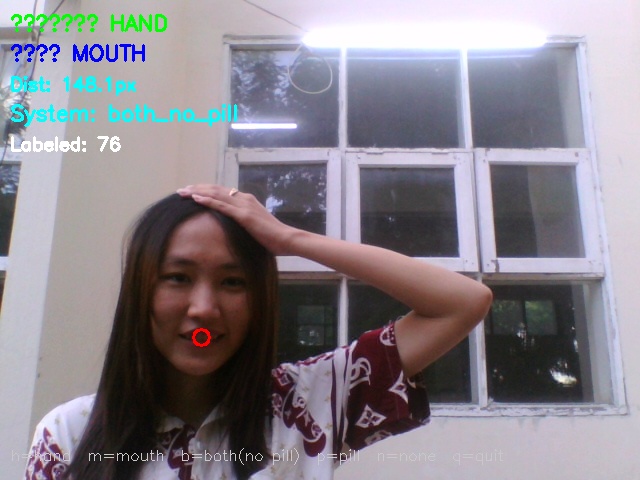 ??????? HAND
???? MOUTH
Dist: 148.1px
System: both_no_pill
Labeled: 76
h=hand m=mouth b=both(no pill) p=pill n=none q=quit